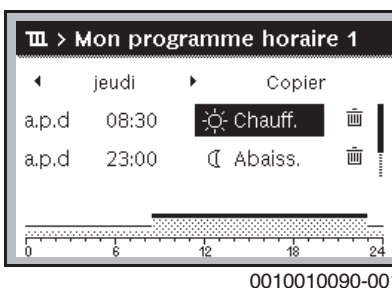 > Mon programme horaire 1
jeudi Copier
a.p.d 08:30 Chauff.
a.p.d 23:00 Abaiss.
0 6 12 18 24
0010010090-001